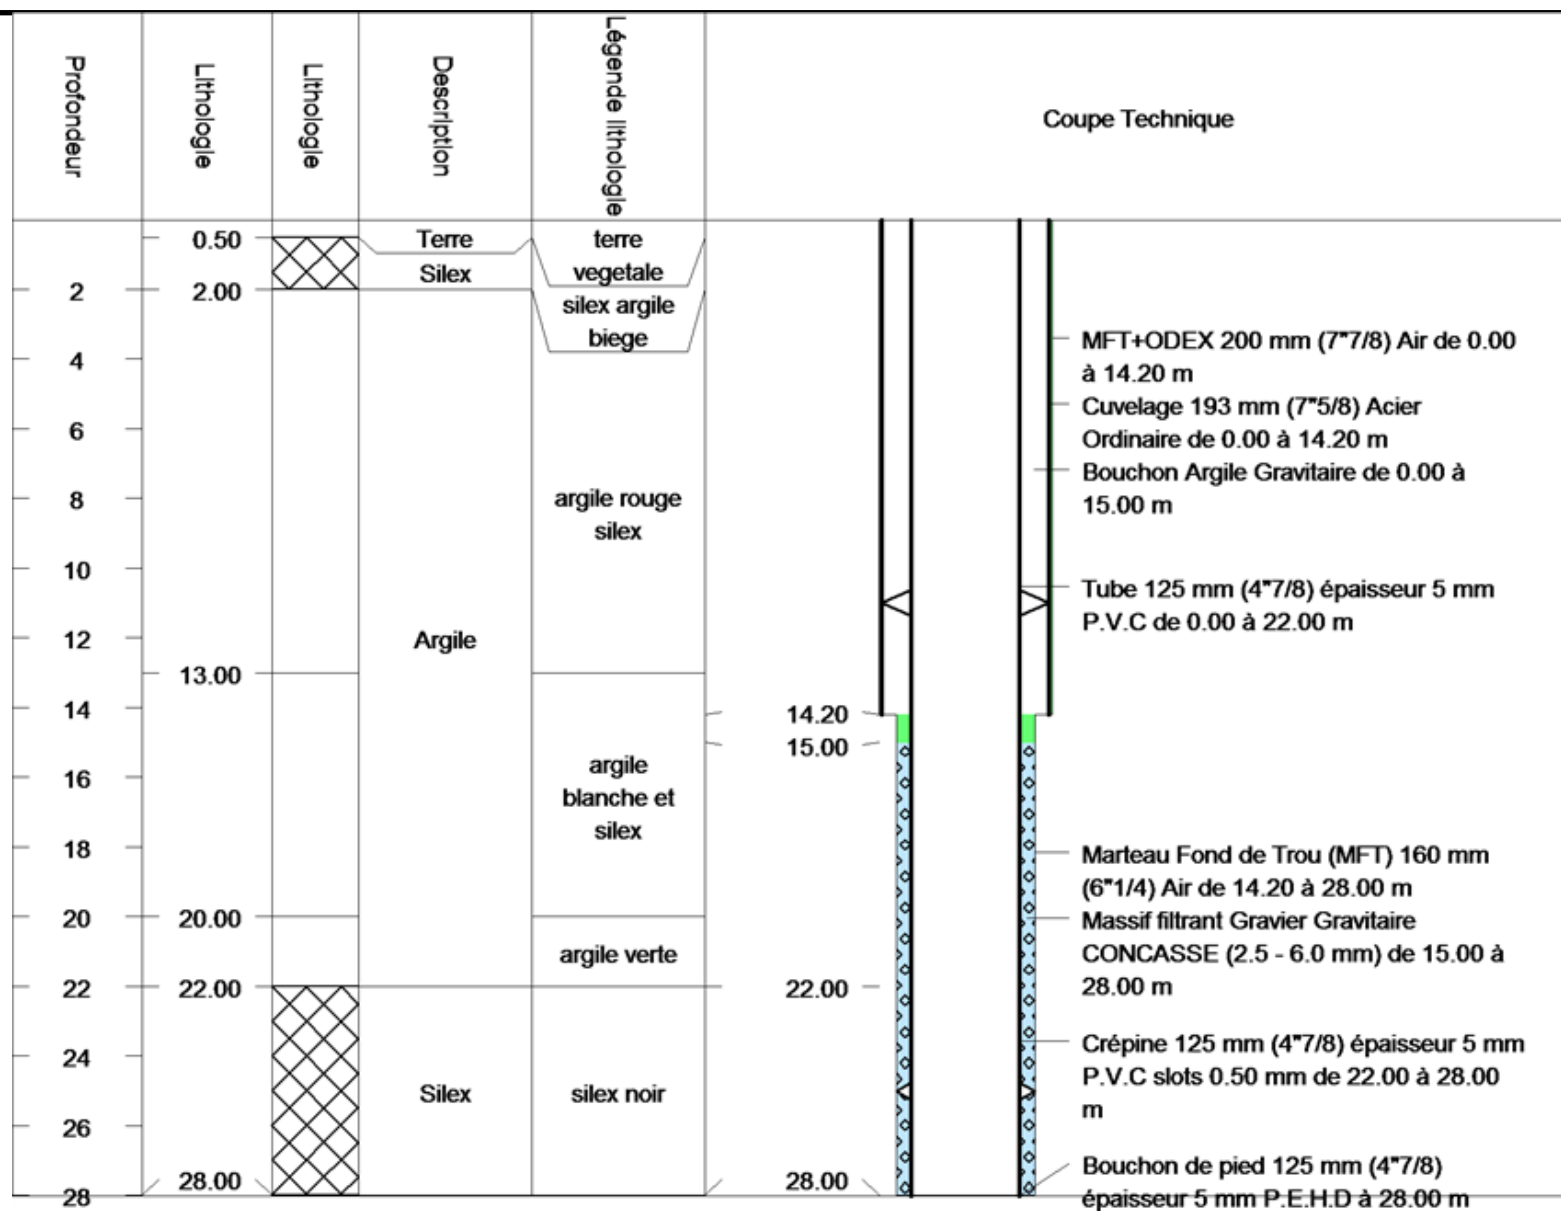 Profondeur
Lithologie
Lithologie
Description
Légende lithologie
Coupe Technique
0.50
Terre
terre
vegetale
Silex
2
2.00
silex argile
biege
4
MFT+ODEX 200 mm (7"7/8) Air de 0.00
à 14.20 m
Cuvelage 193 mm (7"5/8) Acier
Ordinaire de 0.00 à 14.20 m
6
Bouchon Argile Gravitaire de 0.00 à
15.00 m
8
argile rouge
silex
10
Tube 125 mm (4"7/8) épaisseur 5 mm
P.V.C de 0.00 à 22.00 m
12
Argile
13.00
14
14.20
15.00
16
argile
blanche et
silex
18
Marteau Fond de Trou (MFT) 160 mm
(6"1/4) Air de 14.20 à 28.00 m
20
20.00
Massif filtrant Gravier Gravitaire
CONCASSE (2.5 - 6.0 mm) de 15.00 à
28.00 m
argile verte
22
22.00
22.00
24
Crépine 125 mm (4"7/8) épaisseur 5 mm
P.V.C slots 0.50 mm de 22.00 à 28.00
m
Silex
silex noir
26
28
28.00
28.00
Bouchon de pied 125 mm (4"7/8)
épaisseur 5 mm P.E.H.D à 28.00 m